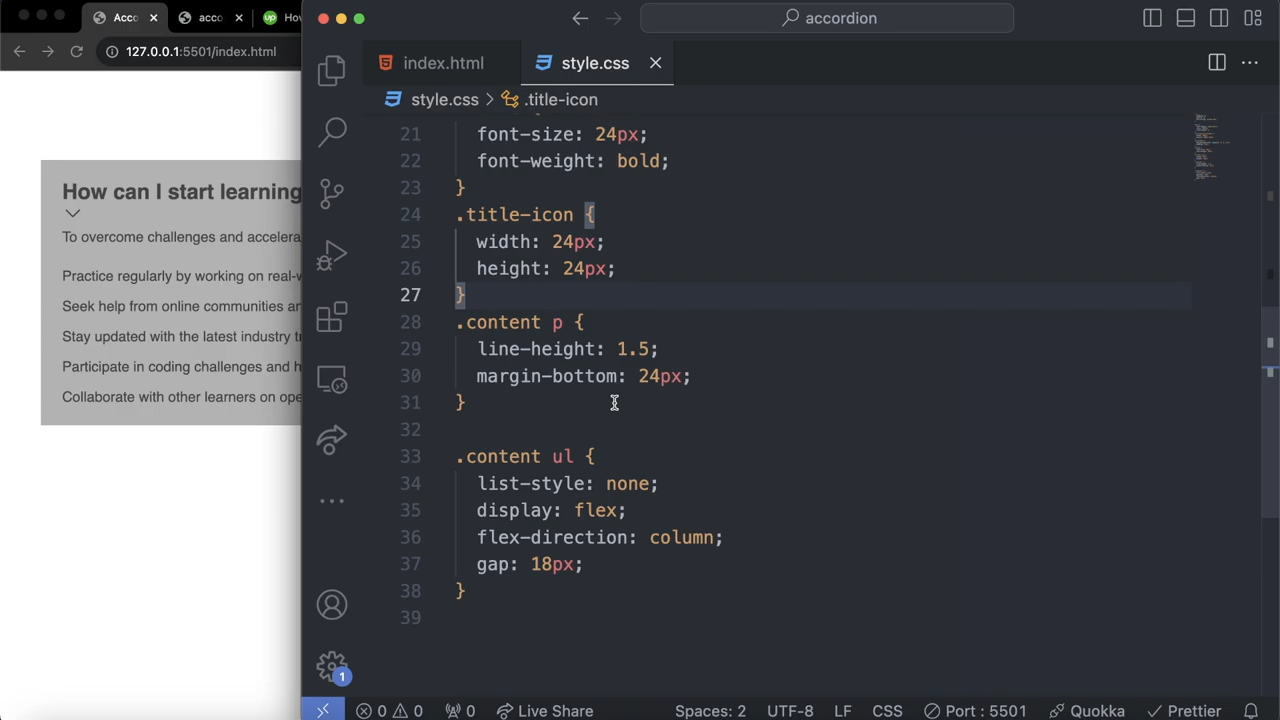 Acco
acco
Hov
accordion
127.0.0.1:5501/index.html
index.html
style.css
style.css > .title-icon
21 font-size: 24px;
22 font-weight: bold;
23 }
24 .title-icon {
25 width: 24px;
26 height: 24px;
27 }
28 .content p {
29 line-height: 1.5;
30 margin-bottom: 24px;
31 }
32
33 .content ul {
34 list-style: none;
35 display: flex;
36 flex-direction: column;
37 gap: 18px;
38 }
39
How can I start learning
To overcome challenges and accelera
Practice regularly by working on real-w
Seek help from online communities an
Stay updated with the latest industry t
Participate in coding challenges and h
Collaborate with other learners on ope
1
0 0 0 Live Share Spaces: 2 UTF-8 LF CSS Port : 5501 Quokka Prettier